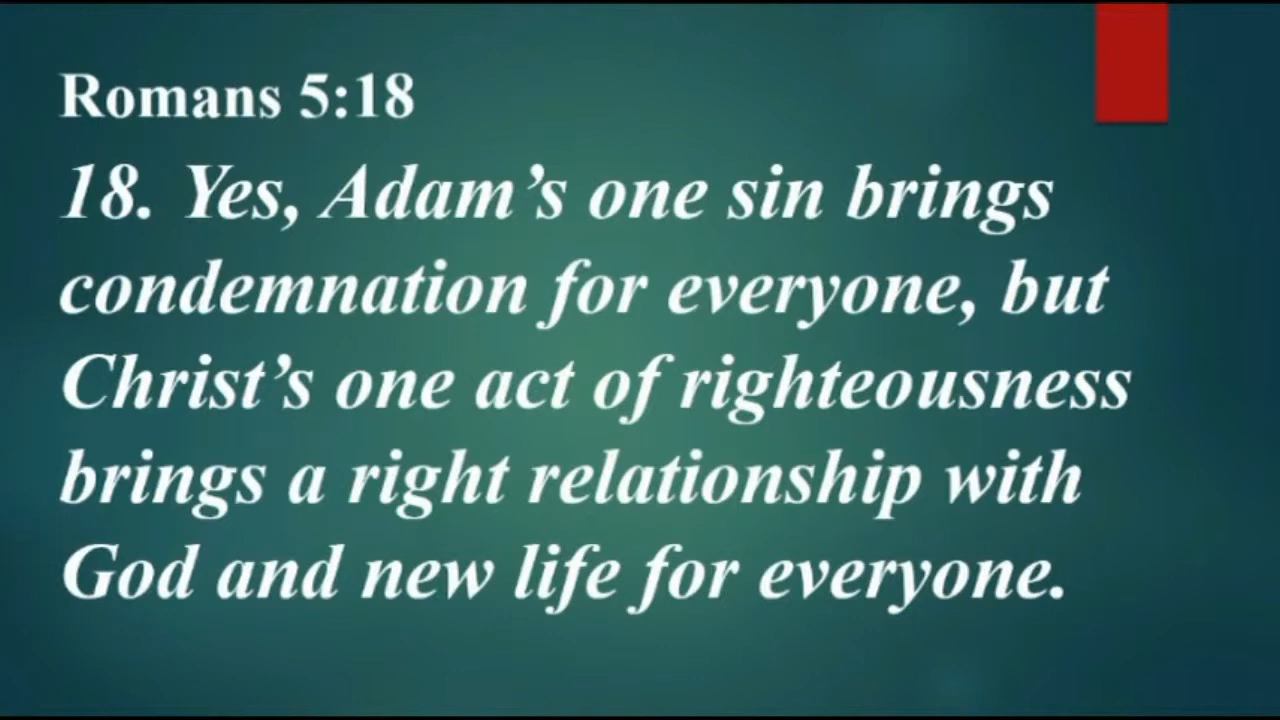 Romans 5:18
18. Yes, Adam’s one sin brings
condemnation for everyone, but
Christ’s one act of righteousness
brings a right relationship with
God and new life for everyone.